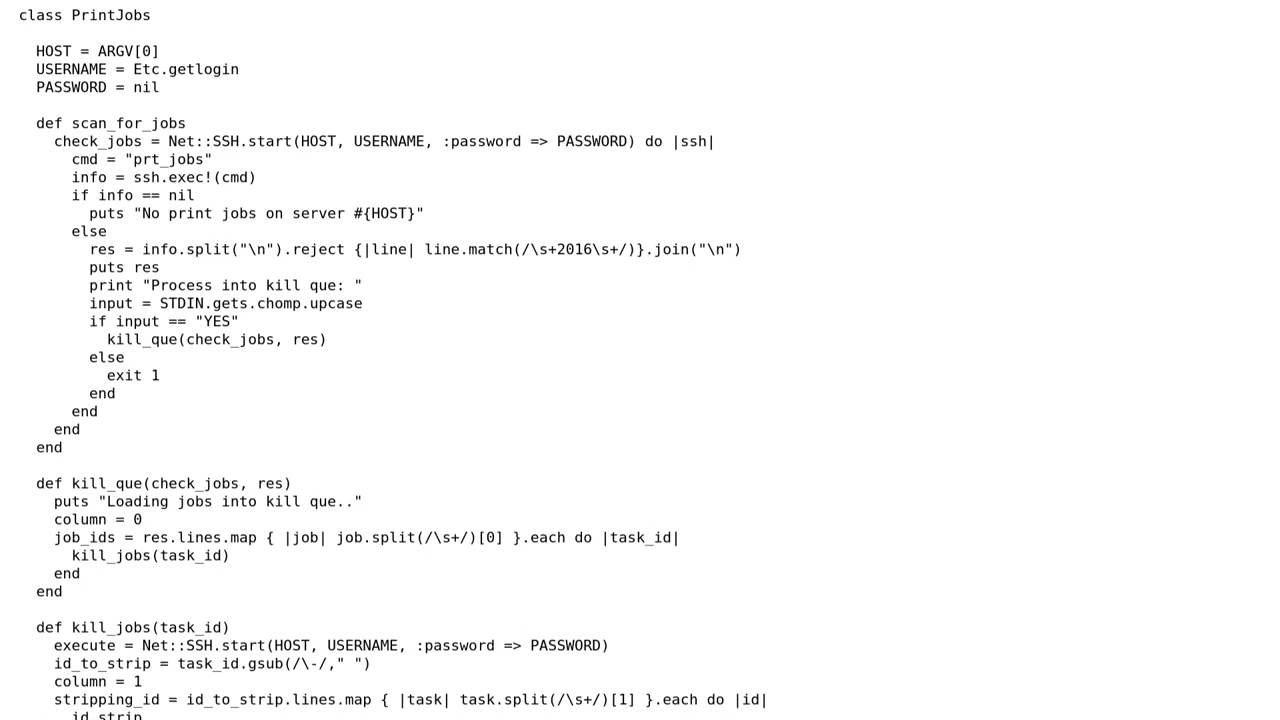 class PrintJobs
HOST = ARGV[0]
USERNAME = Etc.getlogin
PASSWORD = nil
def scan_for_jobs
check_jobs = Net::SSH.start(HOST, USERNAME, :password => PASSWORD) do |ssh|
cmd = "prt_jobs"
info = ssh.exec!(cmd)
if info == nil
puts "No print jobs on server #{HOST}"
else
res = info.split("\n").reject {|line| line.match(/\s+2016\s+/)}.join("\n")
puts res
print "Process into kill que: "
input = STDIN.gets.chomp.upcase
if input == "YES"
kill_que(check_jobs, res)
else
exit 1
end
end
end
end
def kill_que(check_jobs, res)
puts "Loading jobs into kill que.."
column = 0
job_ids = res.lines.map { |job| job.split(/\s+/)[0] }.each do |task_id|
kill_jobs(task_id)
end
end
def kill_jobs(task_id)
execute = Net::SSH.start(HOST, USERNAME, :password => PASSWORD)
id_to_strip = task_id.gsub(/\-/," ")
column = 1
stripping_id = id_to_strip.lines.map { |task| task.split(/\s+/)[1] }.each do |id|
id.strip